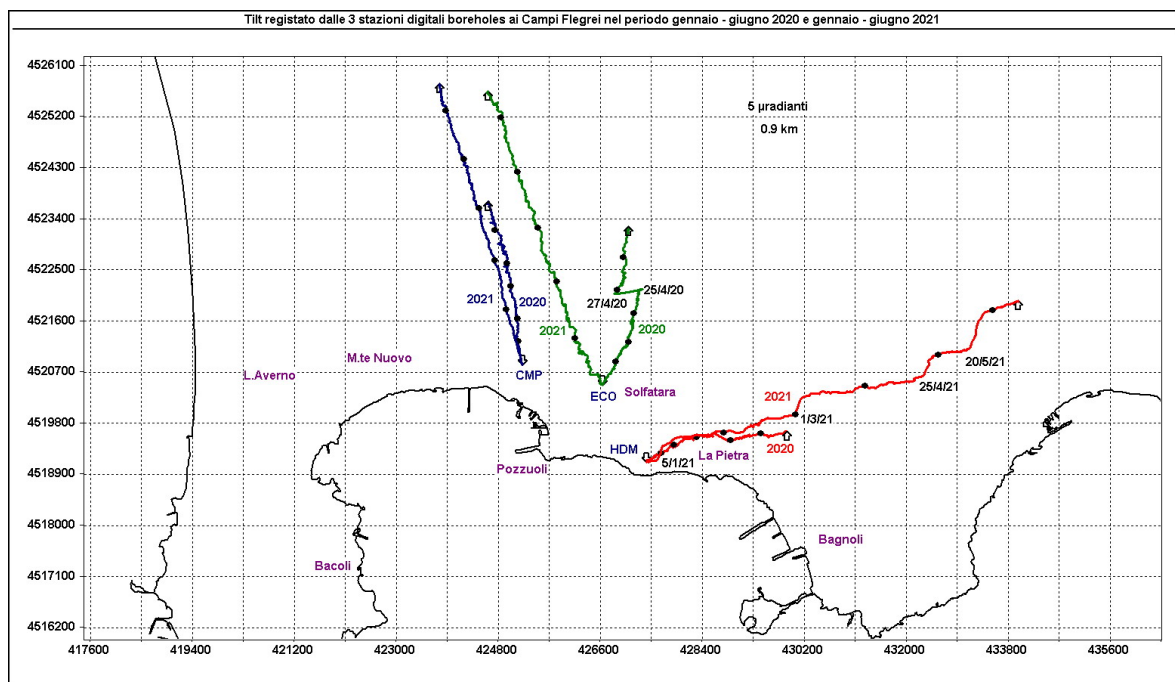 Tilt registato dalle 3 stazioni digitali boreholes ai Campi Flegrei nel periodo gennaio - giugno 2020 e gennaio - giugno 2021
4526100
4525200
4524300
4523400
4522500
4521600
4520700
4519800
4518900
4518000
4517100
4516200
5 µradianti
0.9 km
2021
2020
CMP
27/4/20
25/4/20
2021
2020
ECO
Solfatara
M.te Nuovo
L.Averno
2021
20/5/21
25/4/21
1/3/21
HDM
5/1/21
La Pietra
2020
Pozzuoli
Bagnoli
Bacoli
417600
419400
421200
423000
424800
426600
428400
430200
432000
433800
435600